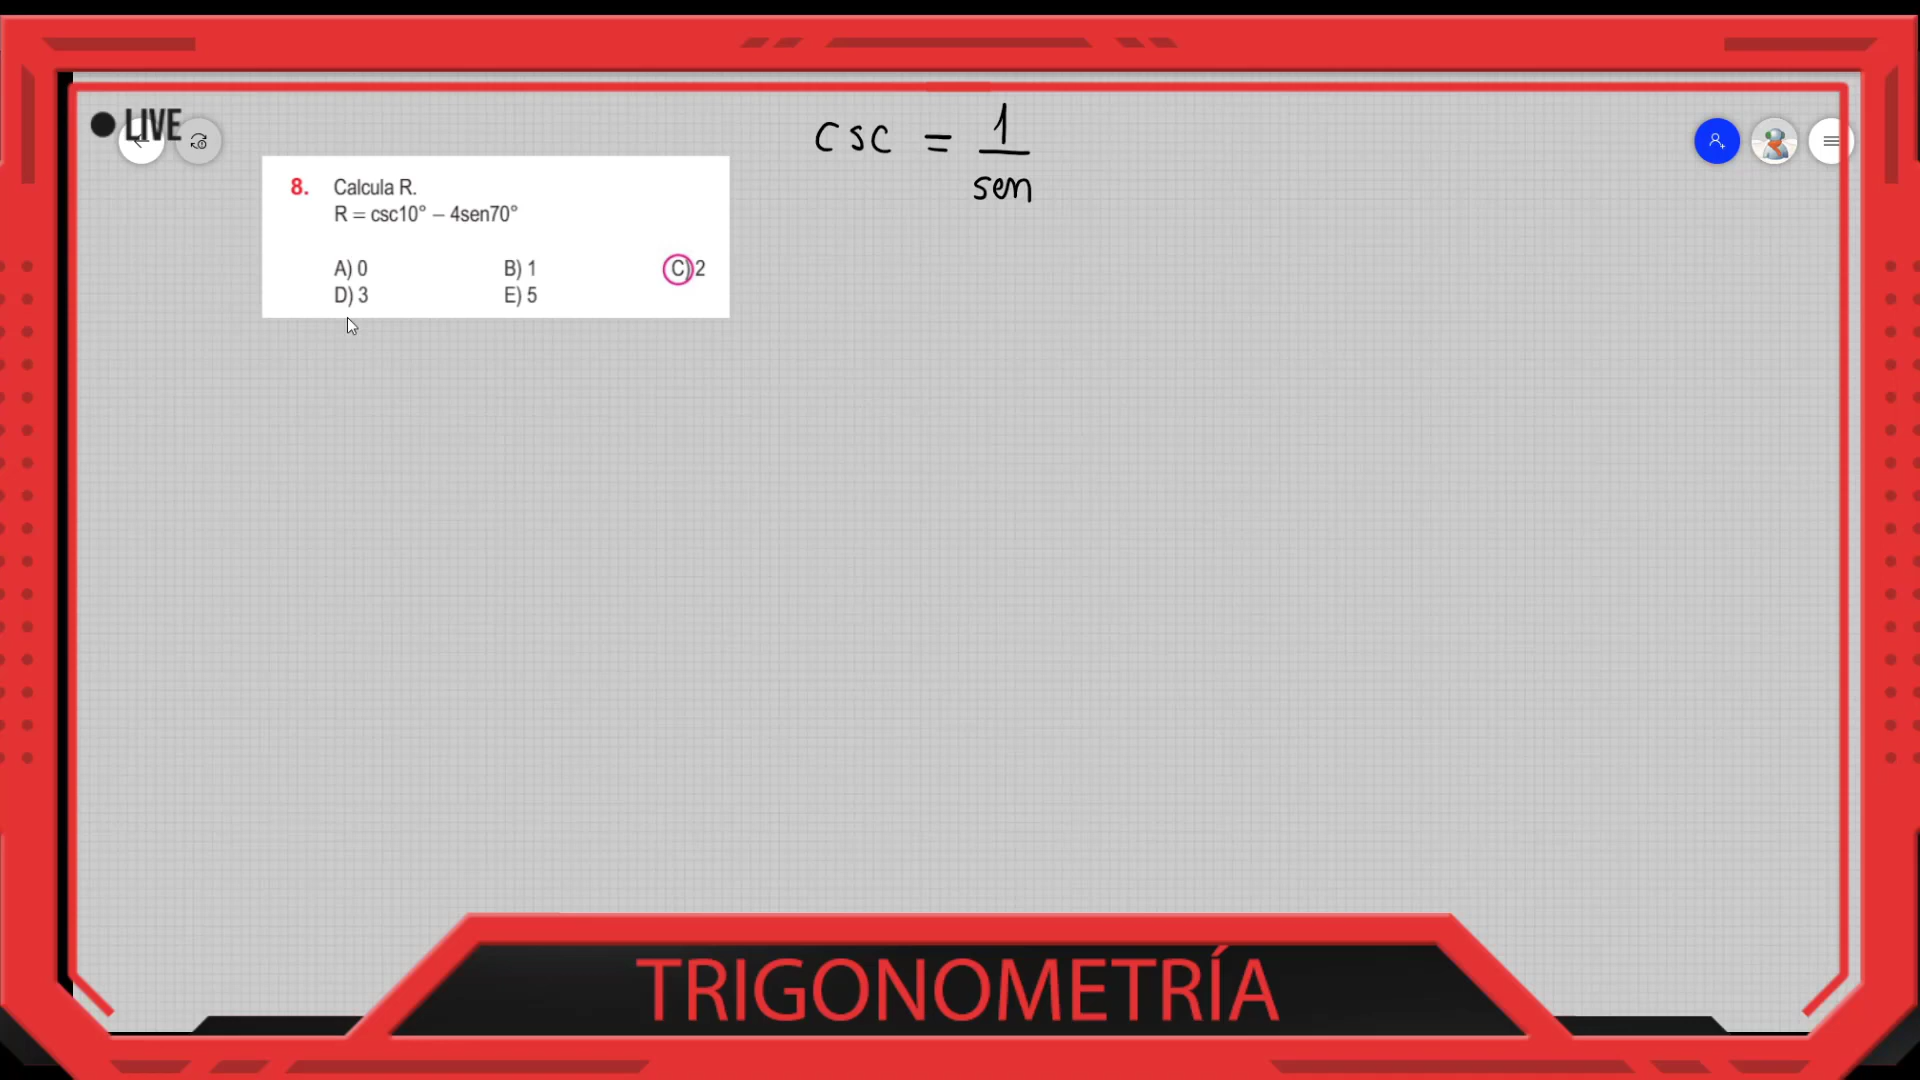 LIVE
csc = 1/sen
8. Calcula R.
R = csc10° – 4sen70°
A) 0 B) 1 C) 2
D) 3 E) 5
TRIGONOMETRÍA